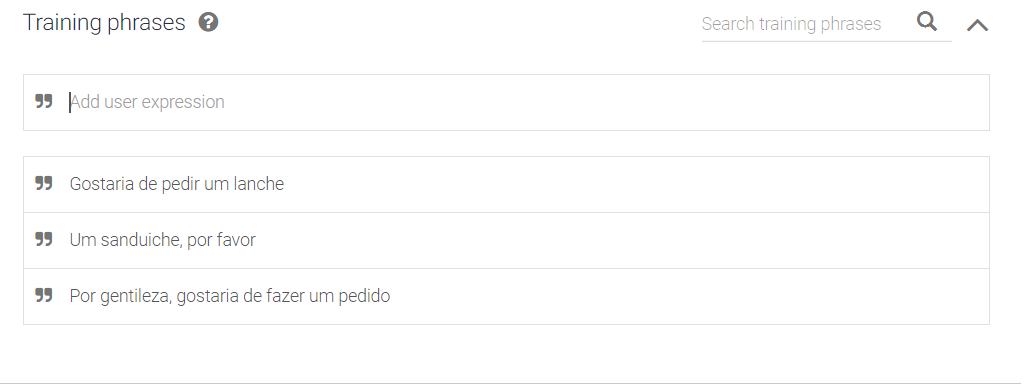 Training phrases
Search training phrases
Add user expression
Gostaria de pedir um lanche
Um sanduiche, por favor
Por gentileza, gostaria de fazer um pedido